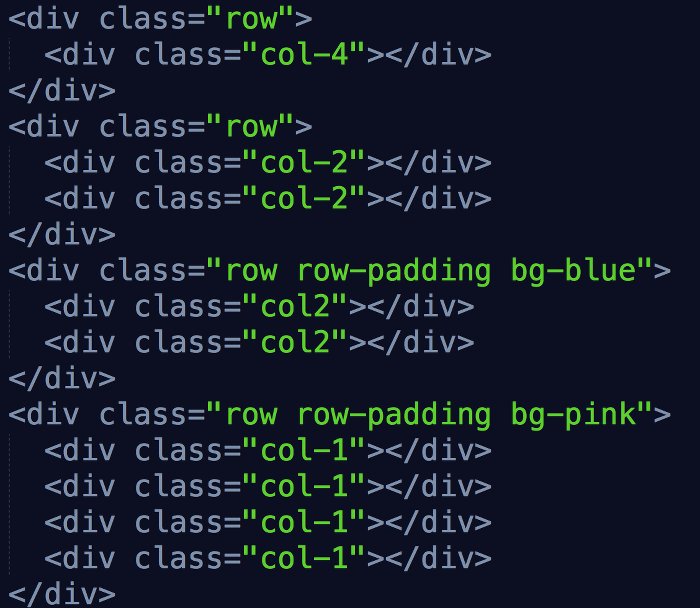 <div class="row">
  <div class="col-4"></div>
</div>
<div class="row">
  <div class="col-2"></div>
  <div class="col-2"></div>
</div>
<div class="row row-padding bg-blue">
  <div class="col2"></div>
  <div class="col2"></div>
</div>
<div class="row row-padding bg-pink">
  <div class="col-1"></div>
  <div class="col-1"></div>
  <div class="col-1"></div>
  <div class="col-1"></div>
</div>